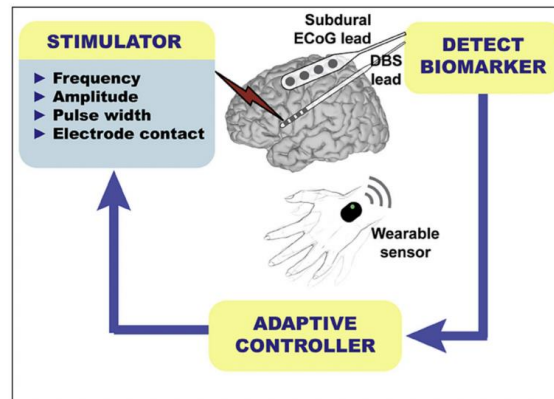 STIMULATOR
► Frequency
► Amplitude
► Pulse width
► Electrode contact
Subdural
ECoG lead
DBS
lead
DETECT
BIOMARKER
Wearable
sensor
ADAPTIVE
CONTROLLER